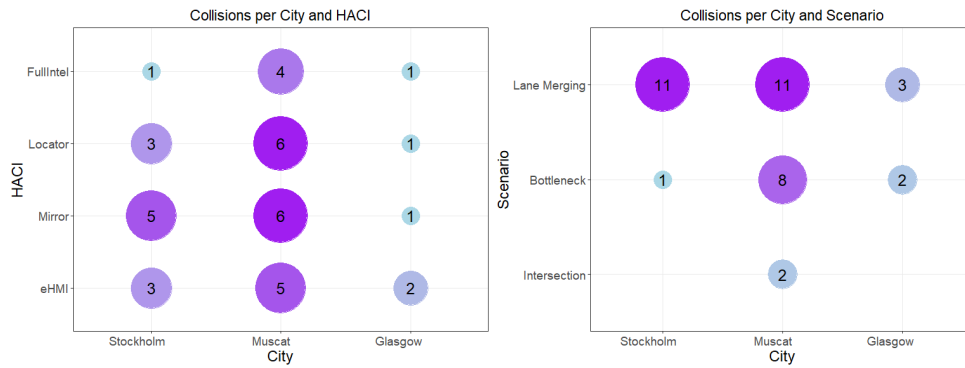 Collisions per City and HACI
FullIntel 1 4 1
Locator 3 6 1
Mirror 5 6 1
eHMI 3 5 2
HACI
Stockholm Muscat Glasgow
City
Collisions per City and Scenario
Lane Merging 11 11 3
Bottleneck 1 8 2
Intersection 2
Scenario
Stockholm Muscat Glasgow
City